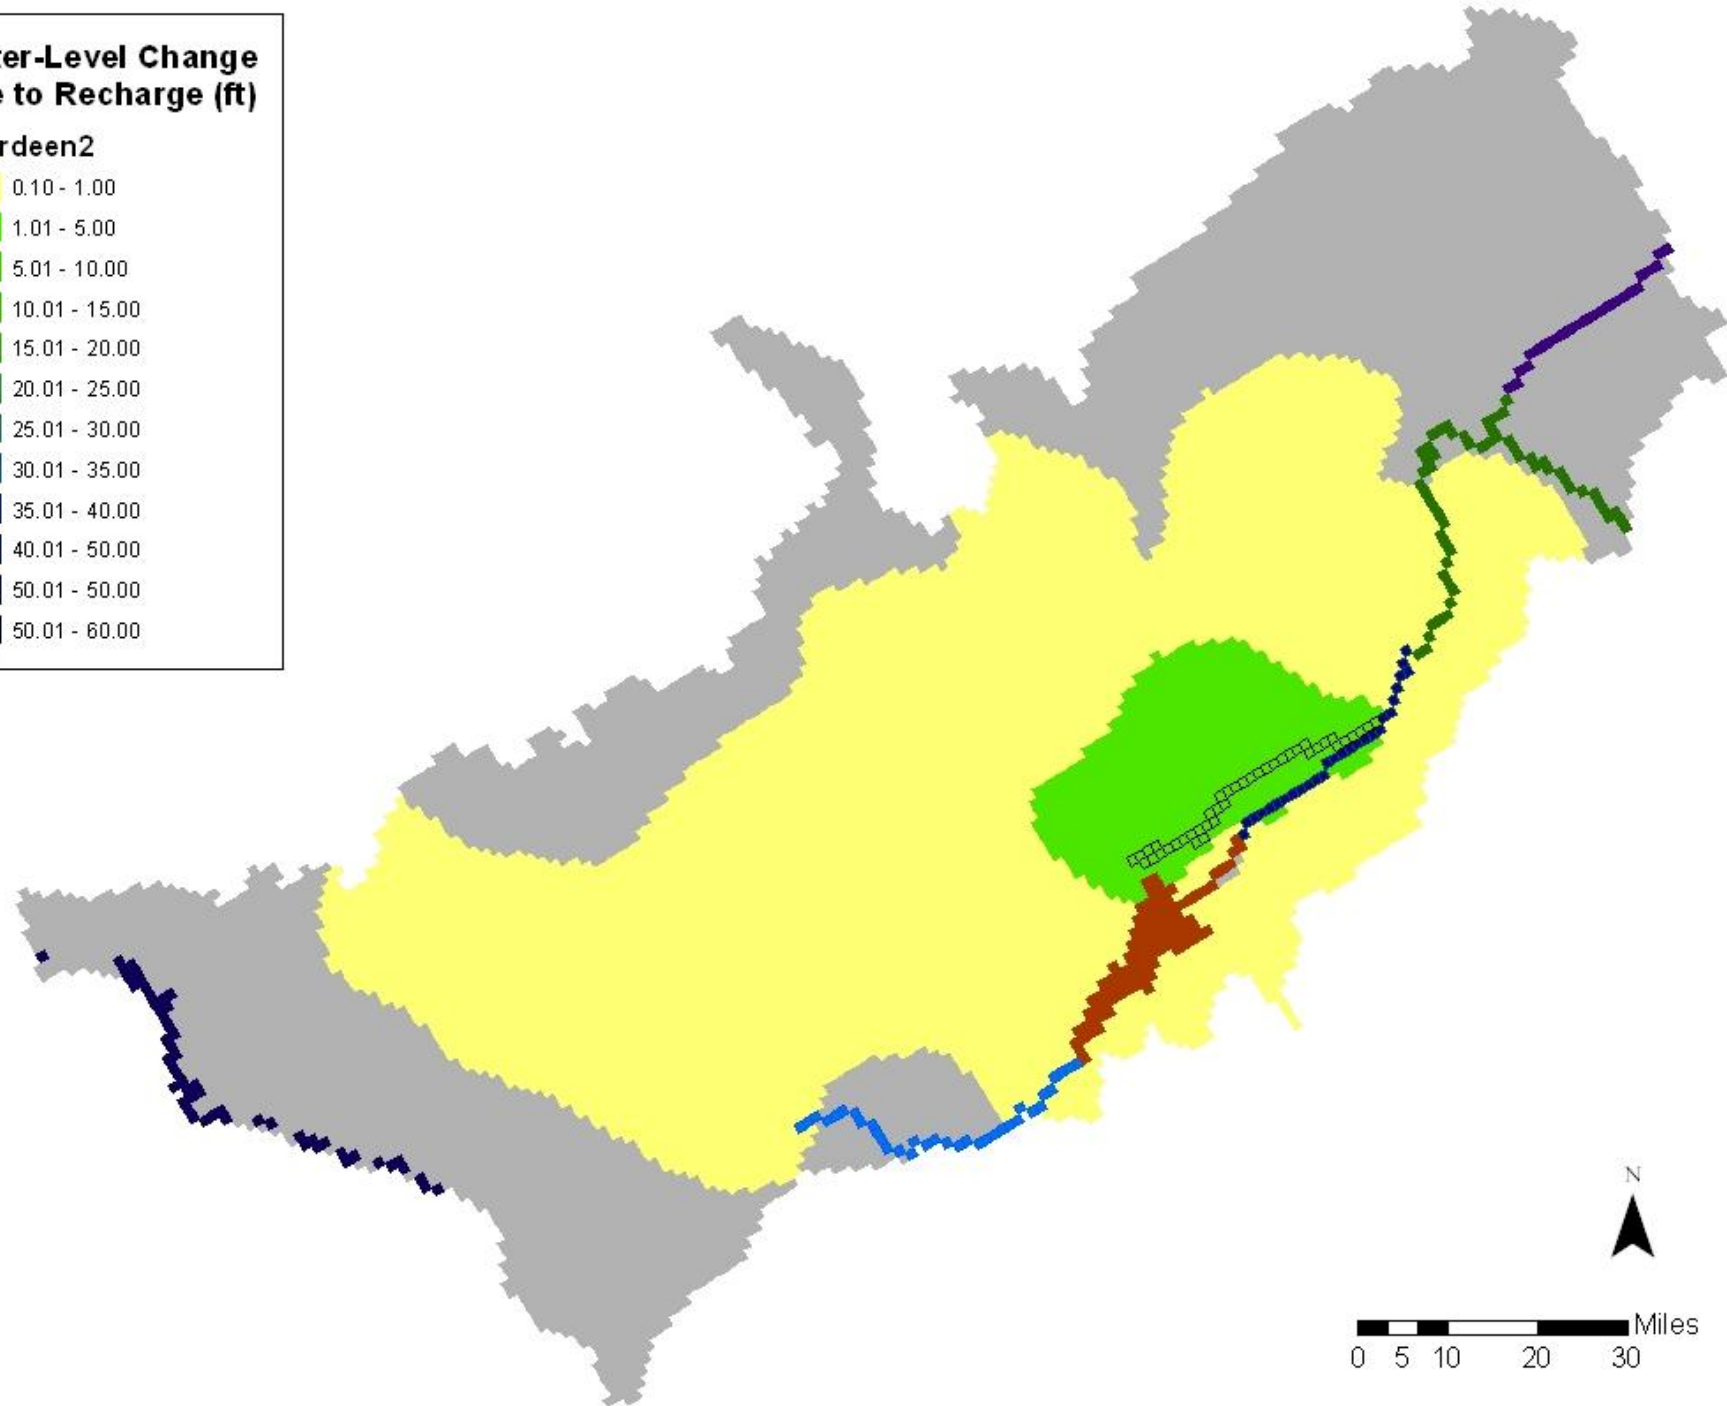 ter-Level Change
e to Recharge (ft)
rdeen2
0.10 - 1.00
1.01 - 5.00
5.01 - 10.00
10.01 - 15.00
15.01 - 20.00
20.01 - 25.00
25.01 - 30.00
30.01 - 35.00
35.01 - 40.00
40.01 - 50.00
50.01 - 50.00
50.01 - 60.00
N
Miles
0 5 10 20 30